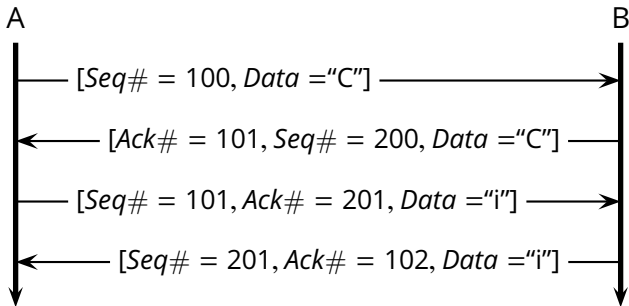 A B
[Seq# = 100, Data =“C”]
[Ack# = 101, Seq# = 200, Data =“C”]
[Seq# = 101, Ack# = 201, Data =“i”]
[Seq# = 201, Ack# = 102, Data =“i”]